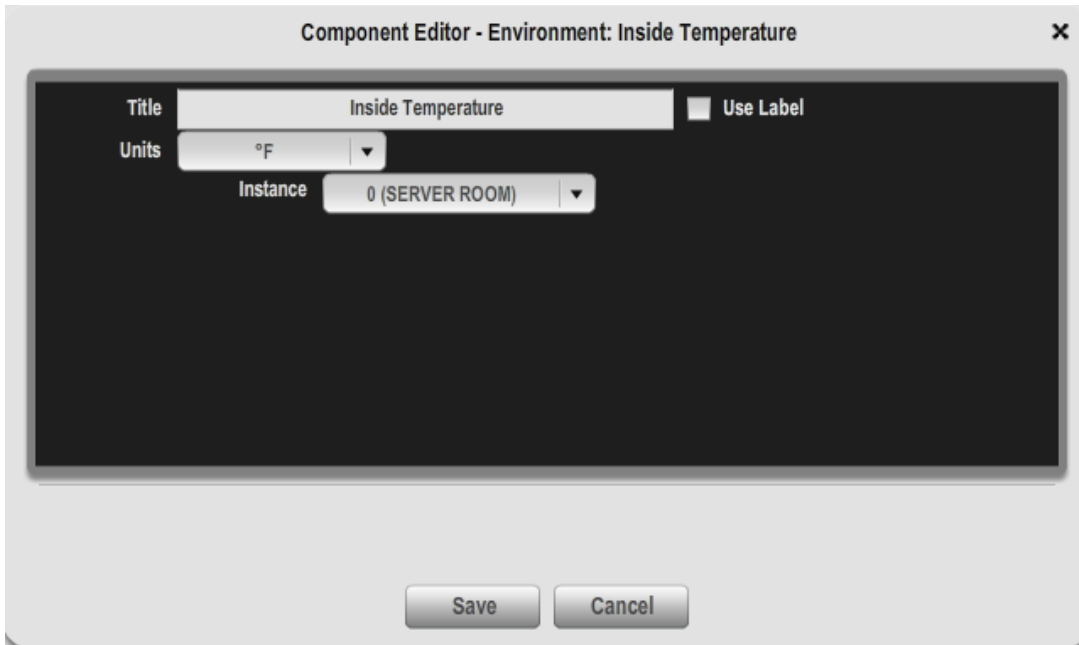 Component Editor - Environment: Inside Temperature
Title Inside Temperature Use Label
Units °F
Instance 0 (SERVER ROOM)
Save Cancel